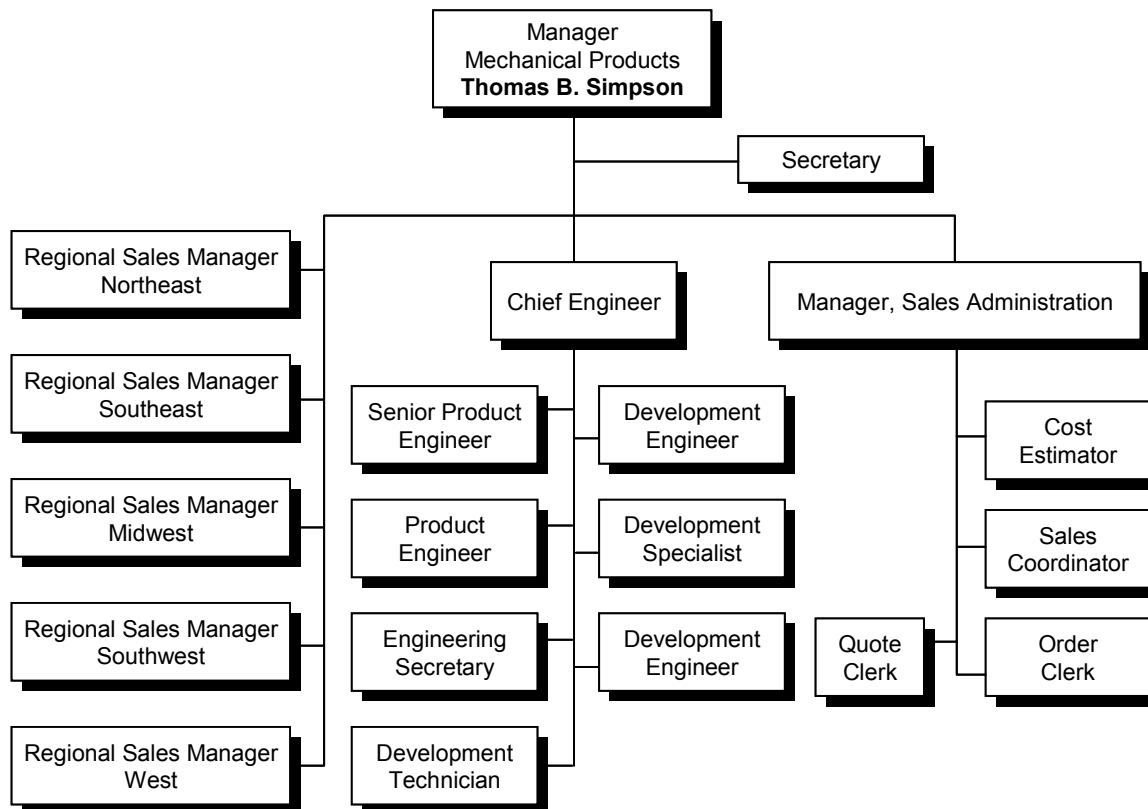 Manager
Mechanical Products
Thomas B. Simpson
Secretary
Regional Sales Manager
Northeast
Regional Sales Manager
Southeast
Regional Sales Manager
Midwest
Regional Sales Manager
Southwest
Regional Sales Manager
West
Chief Engineer
Senior Product
Engineer
Development
Engineer
Product
Engineer
Development
Specialist
Engineering
Secretary
Development
Engineer
Development
Technician
Manager, Sales Administration
Cost
Estimator
Sales
Coordinator
Quote
Clerk
Order
Clerk